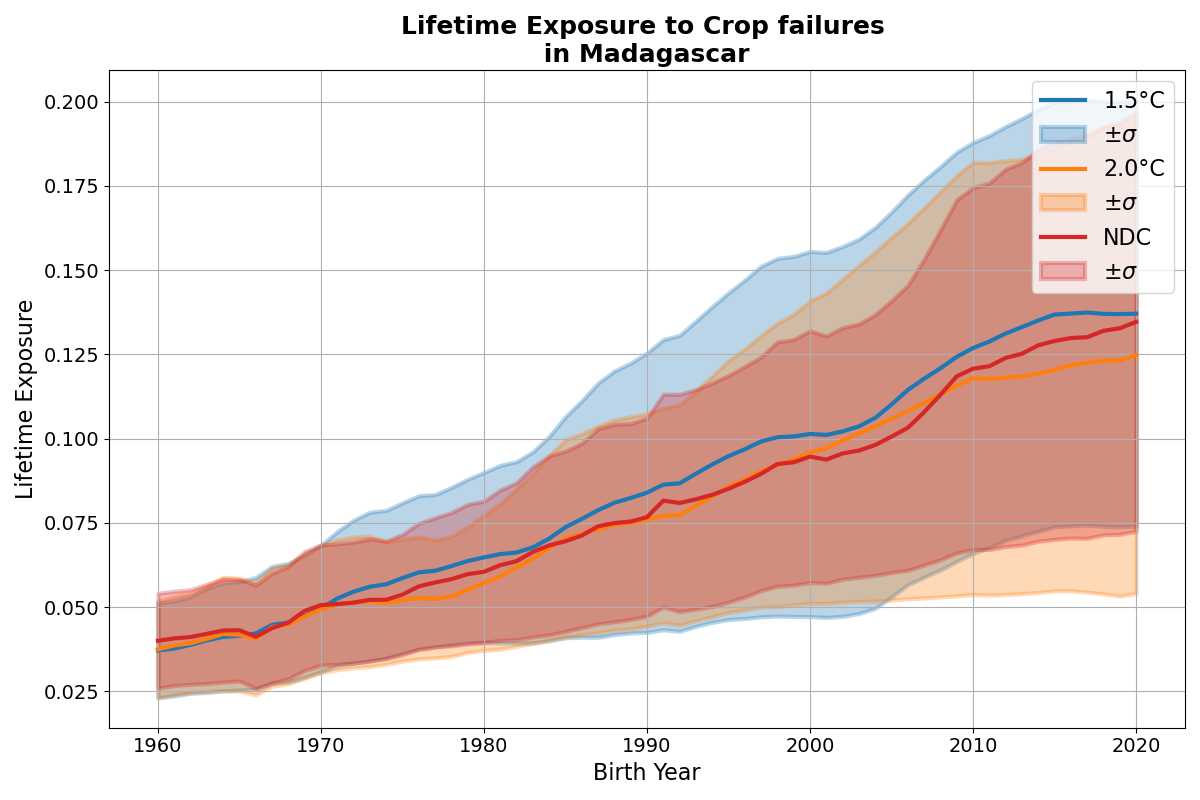 Lifetime Exposure to Crop failures
in Madagascar
Lifetime Exposure
0.200
0.175
0.150
0.125
0.100
0.075
0.050
0.025
1960 1970 1980 1990 2000 2010 2020
Birth Year
1.5°C
±σ
2.0°C
±σ
NDC
±σ